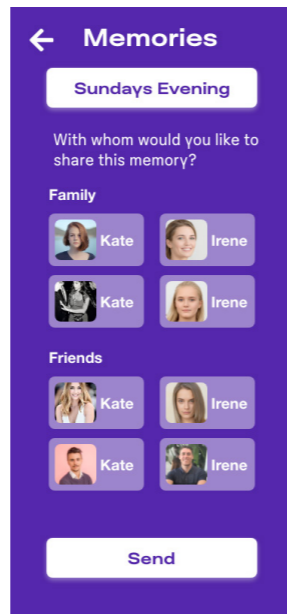 Memories
Sundays Evening
With whom would you like to
share this memory?
Family
Kate
Irene
Kate
Irene
Friends
Kate
Irene
Kate
Irene
Send